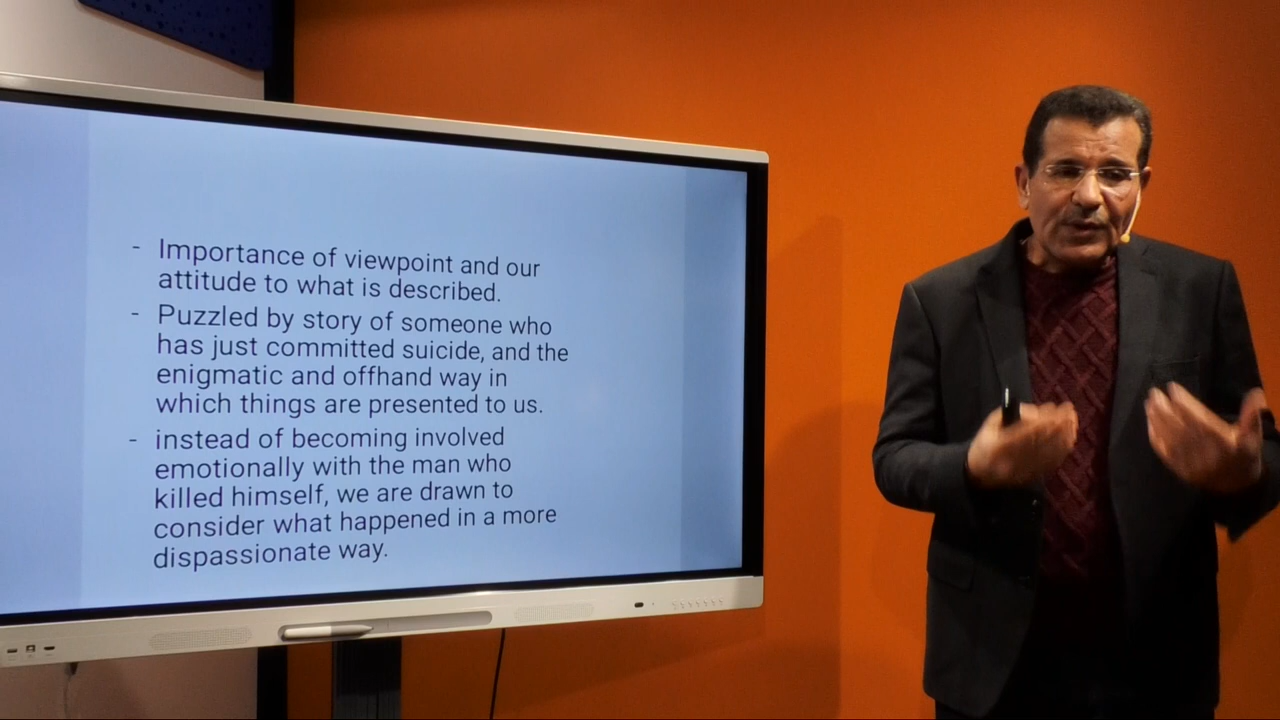 - Importance of viewpoint and our
attitude to what is described.
- Puzzled by story of someone who
has just committed suicide, and the
enigmatic and offhand way in
which things are presented to us.
- instead of becoming involved
emotionally with the man who
killed himself, we are drawn to
consider what happened in a more
dispassionate way.